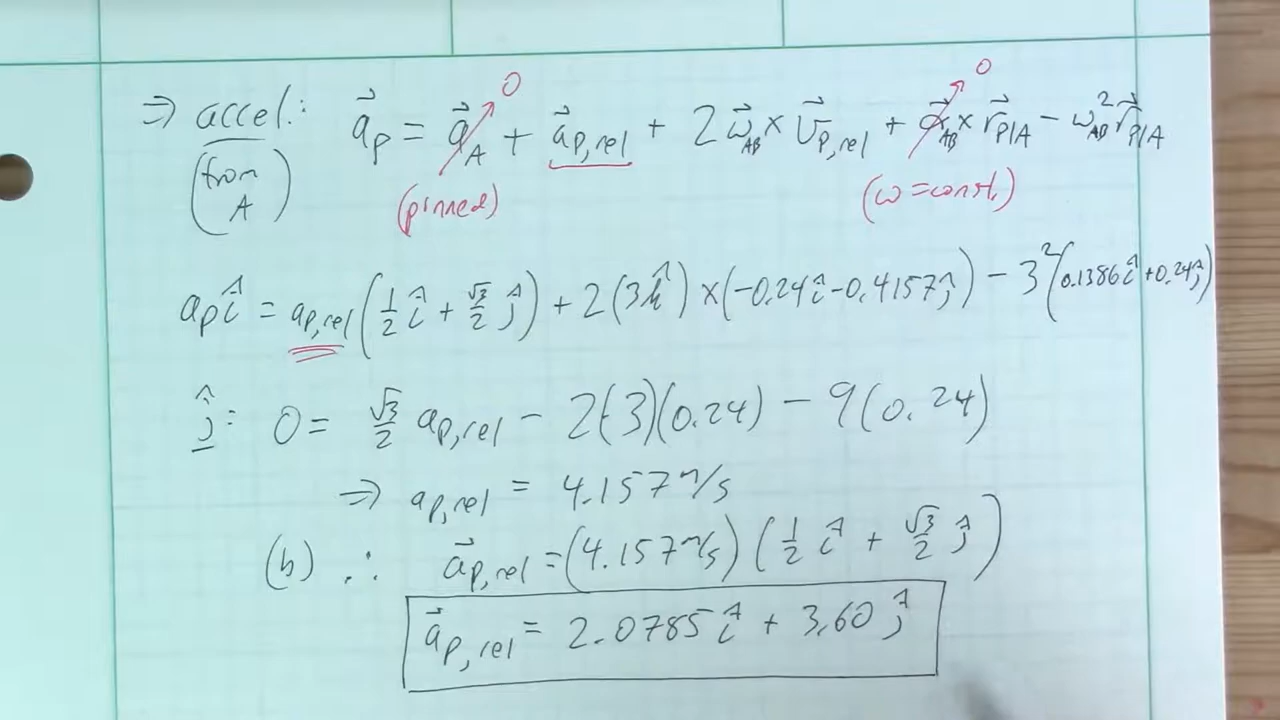 ⇒ accel: a⃗_P = a⃗_A + a⃗_P,rel + 2 ω⃗_AB × v⃗_P,rel + α⃗_AB × r⃗_P/A − ω_AB² r⃗_P/A
0 0
(from A) (pinned) (ω = const.)
a_P î = a_P,rel (1/2 î + √3/2 ĵ) + 2(3k̂) × (−0.24î − 0.4157ĵ) − 3²(0.1386î + 0.24ĵ)
ĵ: 0 = √3/2 a_P,rel − 2(3)(0.24) − 9(0.24)
⇒ a_P,rel = 4.157 m/s
(b) ∴ a⃗_P,rel = (4.157 m/s) (1/2 î + √3/2 ĵ)
a⃗_P,rel = 2.0785 î + 3.60 ĵ